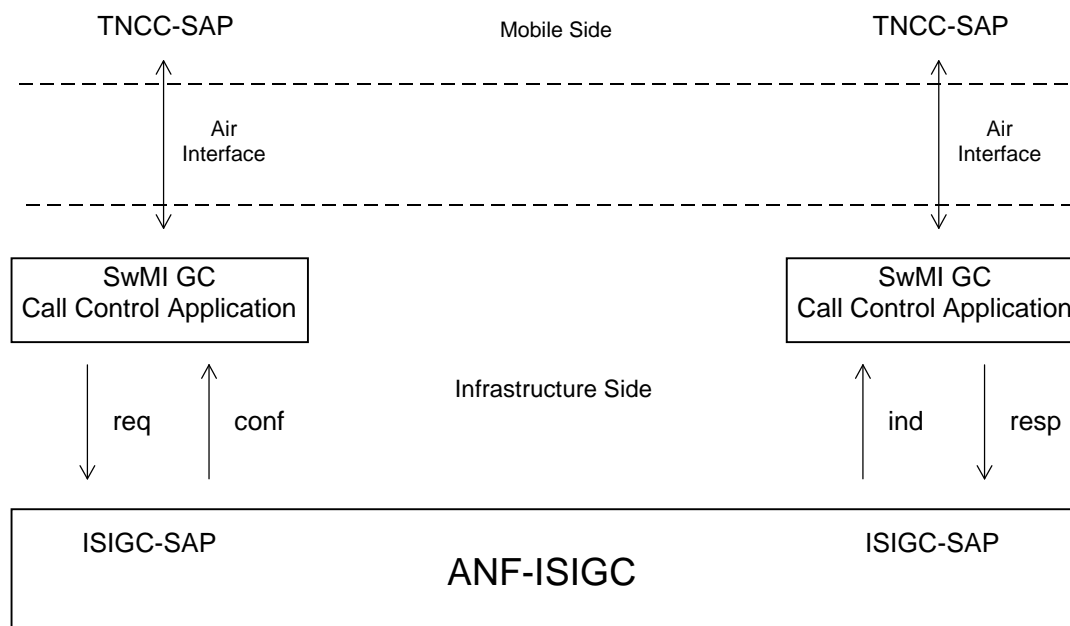 TNCC-SAP
Mobile Side
TNCC-SAP
Air
Interface
Air
Interface
SwMI GC
Call Control Application
SwMI GC
Call Control Application
Infrastructure Side
req
conf
ind
resp
ISIGC-SAP
ISIGC-SAP
ANF-ISIGC